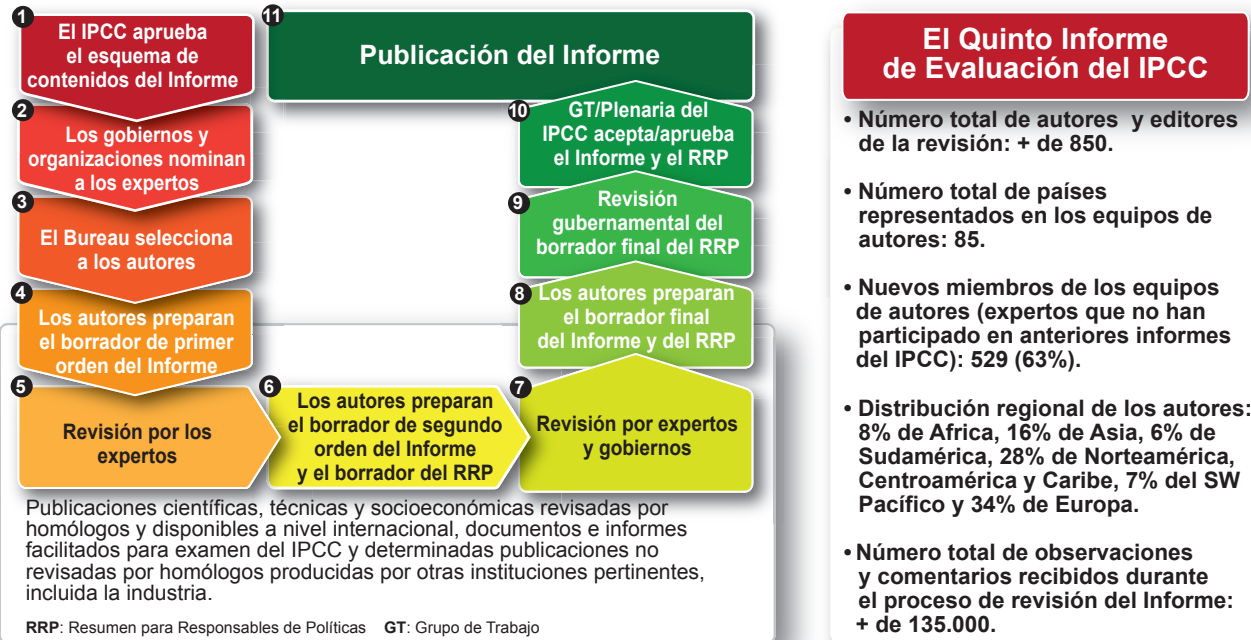 1
El IPCC aprueba
el esquema de
contenidos del Informe
2
Los gobiernos y
organizaciones nominan
a los expertos
3
El Bureau selecciona
a los autores
4
Los autores preparan
el borrador de primer
orden del Informe
5
Revisión por los
expertos
6
Los autores preparan
el borrador de segundo
orden del Informe
y el borrador del RRP
7
Revisión por expertos
y gobiernos
8
Los autores preparan
el borrador final
del Informe y del RRP
9
Revisión
gubernamental del
borrador final del RRP
10
GT/Plenaria del
IPCC acepta/aprueba
el Informe y el RRP
11
Publicación del Informe
Publicaciones científicas, técnicas y socioeconómicas revisadas por
homólogos y disponibles a nivel internacional, documentos e informes
facilitados para examen del IPCC y determinadas publicaciones no
revisadas por homólogos producidas por otras instituciones pertinentes,
incluida la industria.
RRP: Resumen para Responsables de Políticas GT: Grupo de Trabajo
El Quinto Informe
de Evaluación del IPCC
• Número total de autores y editores
de la revisión: + de 850.
• Número total de países
representados en los equipos de
autores: 85.
• Nuevos miembros de los equipos
de autores (expertos que no han
participado en anteriores informes
del IPCC): 529 (63%).
• Distribución regional de los autores:
8% de Africa, 16% de Asia, 6% de
Sudamérica, 28% de Norteamérica,
Centroamérica y Caribe, 7% del SW
Pacífico y 34% de Europa.
• Número total de observaciones
y comentarios recibidos durante
el proceso de revisión del Informe:
+ de 135.000.